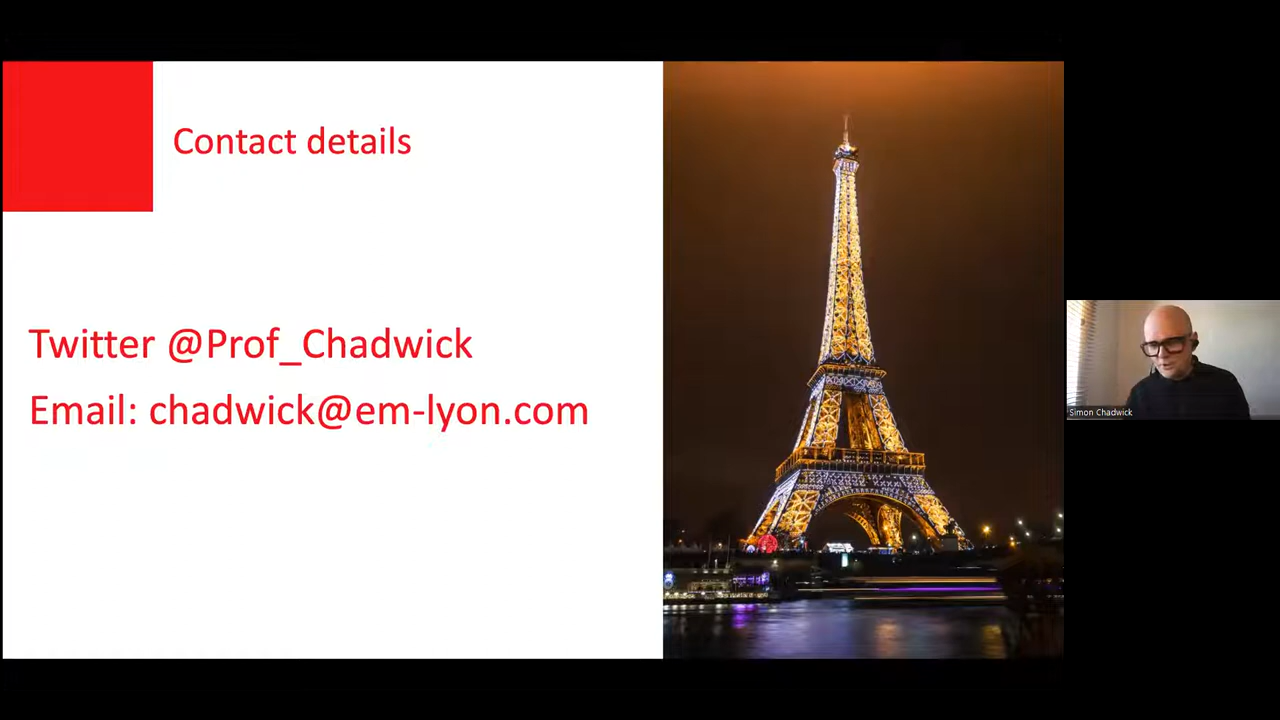 Contact details
Twitter @Prof_Chadwick
Email: chadwick@em-lyon.com
Simon Chadwick